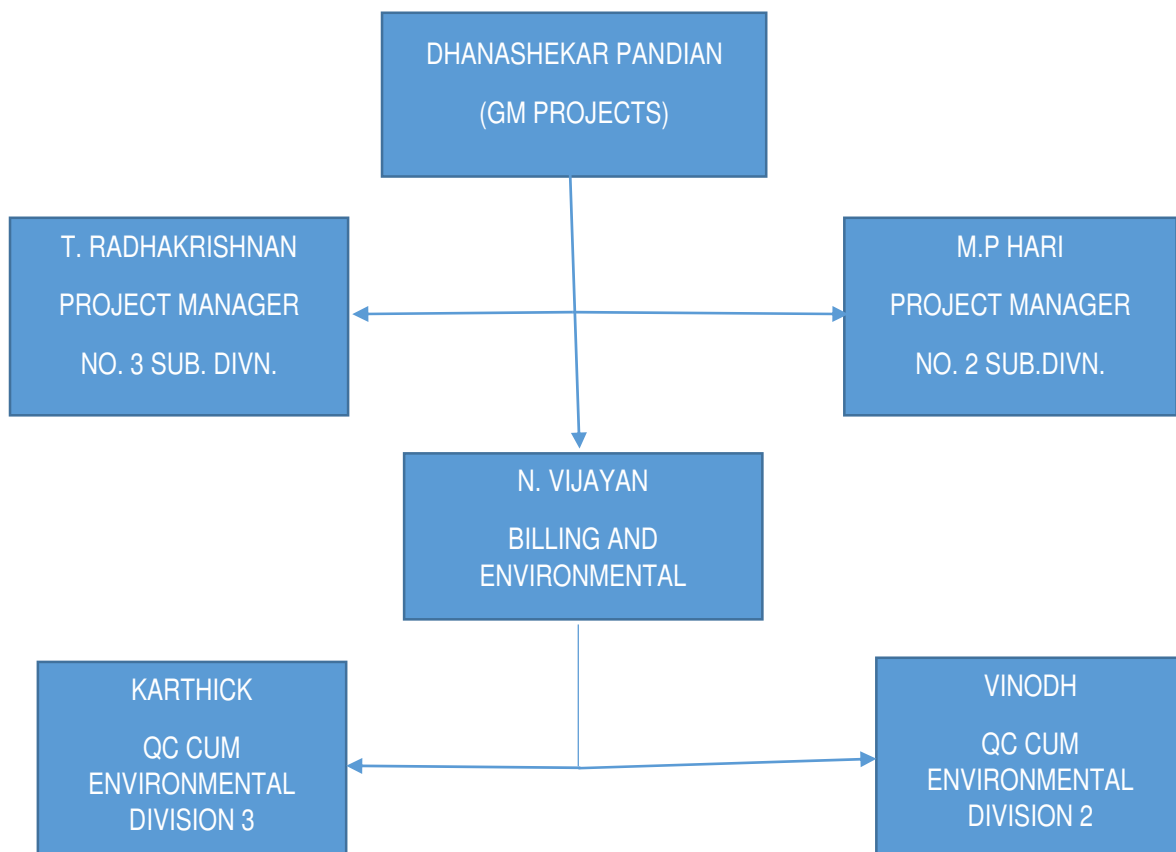 DHANASHEKAR PANDIAN
(GM PROJECTS)
T. RADHAKRISHNAN
PROJECT MANAGER
NO. 3 SUB. DIVN.
M.P HARI
PROJECT MANAGER
NO. 2 SUB.DIVN.
N. VIJAYAN
BILLING AND
ENVIRONMENTAL
KARTHICK
QC CUM
ENVIRONMENTAL
DIVISION 3
VINODH
QC CUM
ENVIRONMENTAL
DIVISION 2